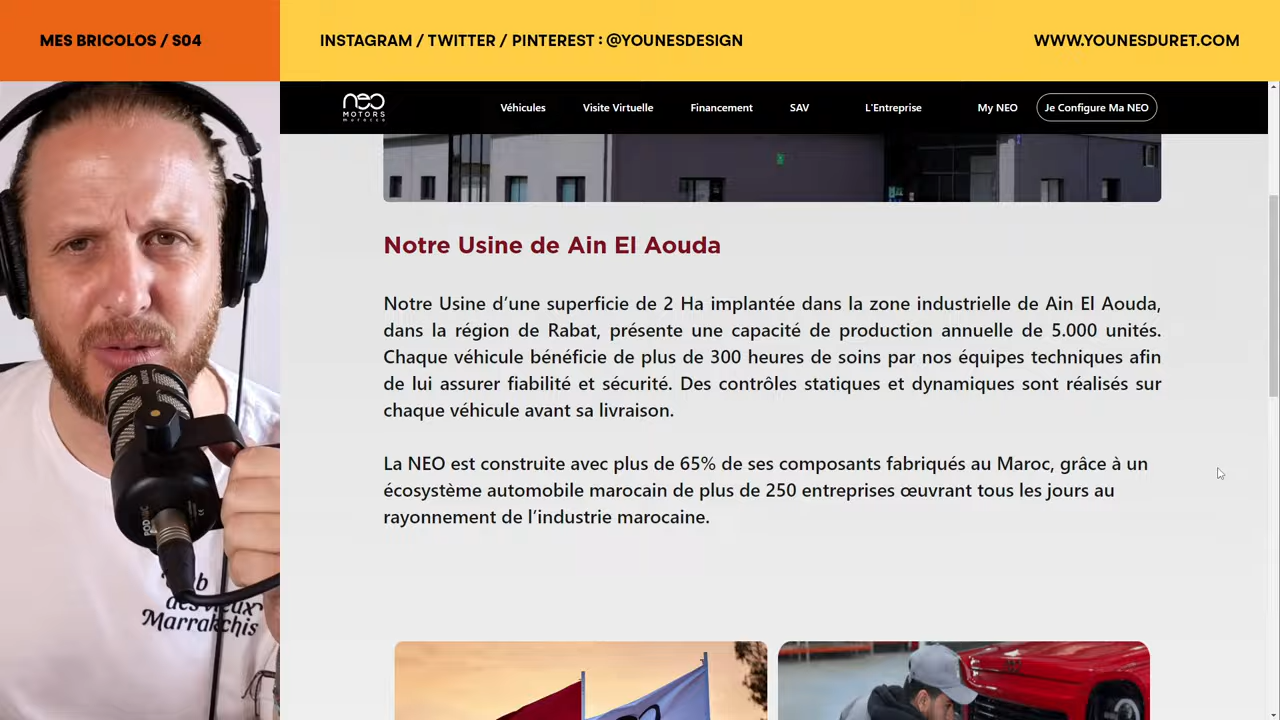 MES BRICOLOS / S04
INSTAGRAM / TWITTER / PINTEREST : @YOUNESDESIGN
WWW.YOUNESDURET.COM
neo
MOTORS
morocco
Véhicules
Visite Virtuelle
Financement
SAV
L'Entreprise
My NEO
Je Configure Ma NEO
Notre Usine de Ain El Aouda
Notre Usine d’une superficie de 2 Ha implantée dans la zone industrielle de Ain El Aouda,
dans la région de Rabat, présente une capacité de production annuelle de 5.000 unités.
Chaque véhicule bénéficie de plus de 300 heures de soins par nos équipes techniques afin
de lui assurer fiabilité et sécurité. Des contrôles statiques et dynamiques sont réalisés sur
chaque véhicule avant sa livraison.
La NEO est construite avec plus de 65% de ses composants fabriqués au Maroc, grâce à un
écosystème automobile marocain de plus de 250 entreprises œuvrant tous les jours au
rayonnement de l’industrie marocaine.
PODMIC
des vieux
Marrakchis